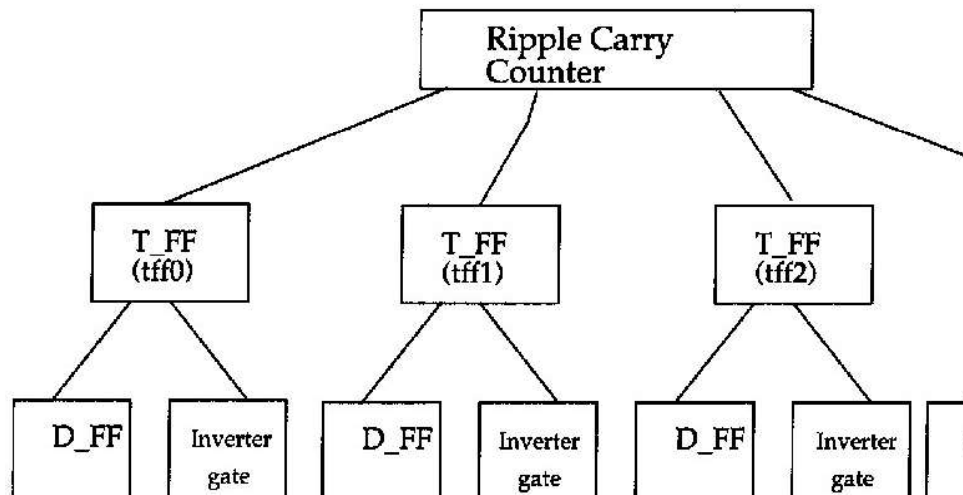 Ripple Carry
Counter
T_FF
(tff0)
T_FF
(tff1)
T_FF
(tff2)
D_FF
Inverter
gate
D_FF
Inverter
gate
D_FF
Inverter
gate